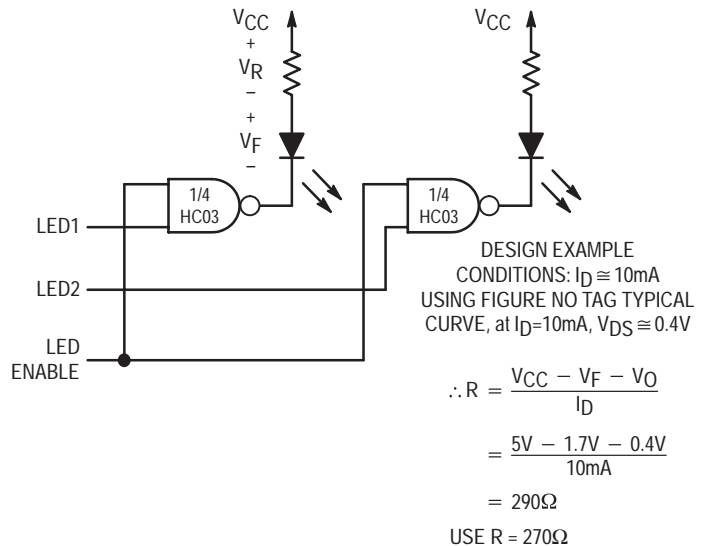 VCC
+
VR
−
+
VF
−
1/4
HC03
VCC
1/4
HC03
LED1
LED2
LED
ENABLE
DESIGN EXAMPLE
CONDITIONS: ID ≅ 10mA
USING FIGURE NO TAG TYPICAL
CURVE, at ID=10mA, VDS ≅ 0.4V
∴ R = (VCC − VF − VO) / ID
= (5V − 1.7V − 0.4V) / 10mA
= 290Ω
USE R = 270Ω